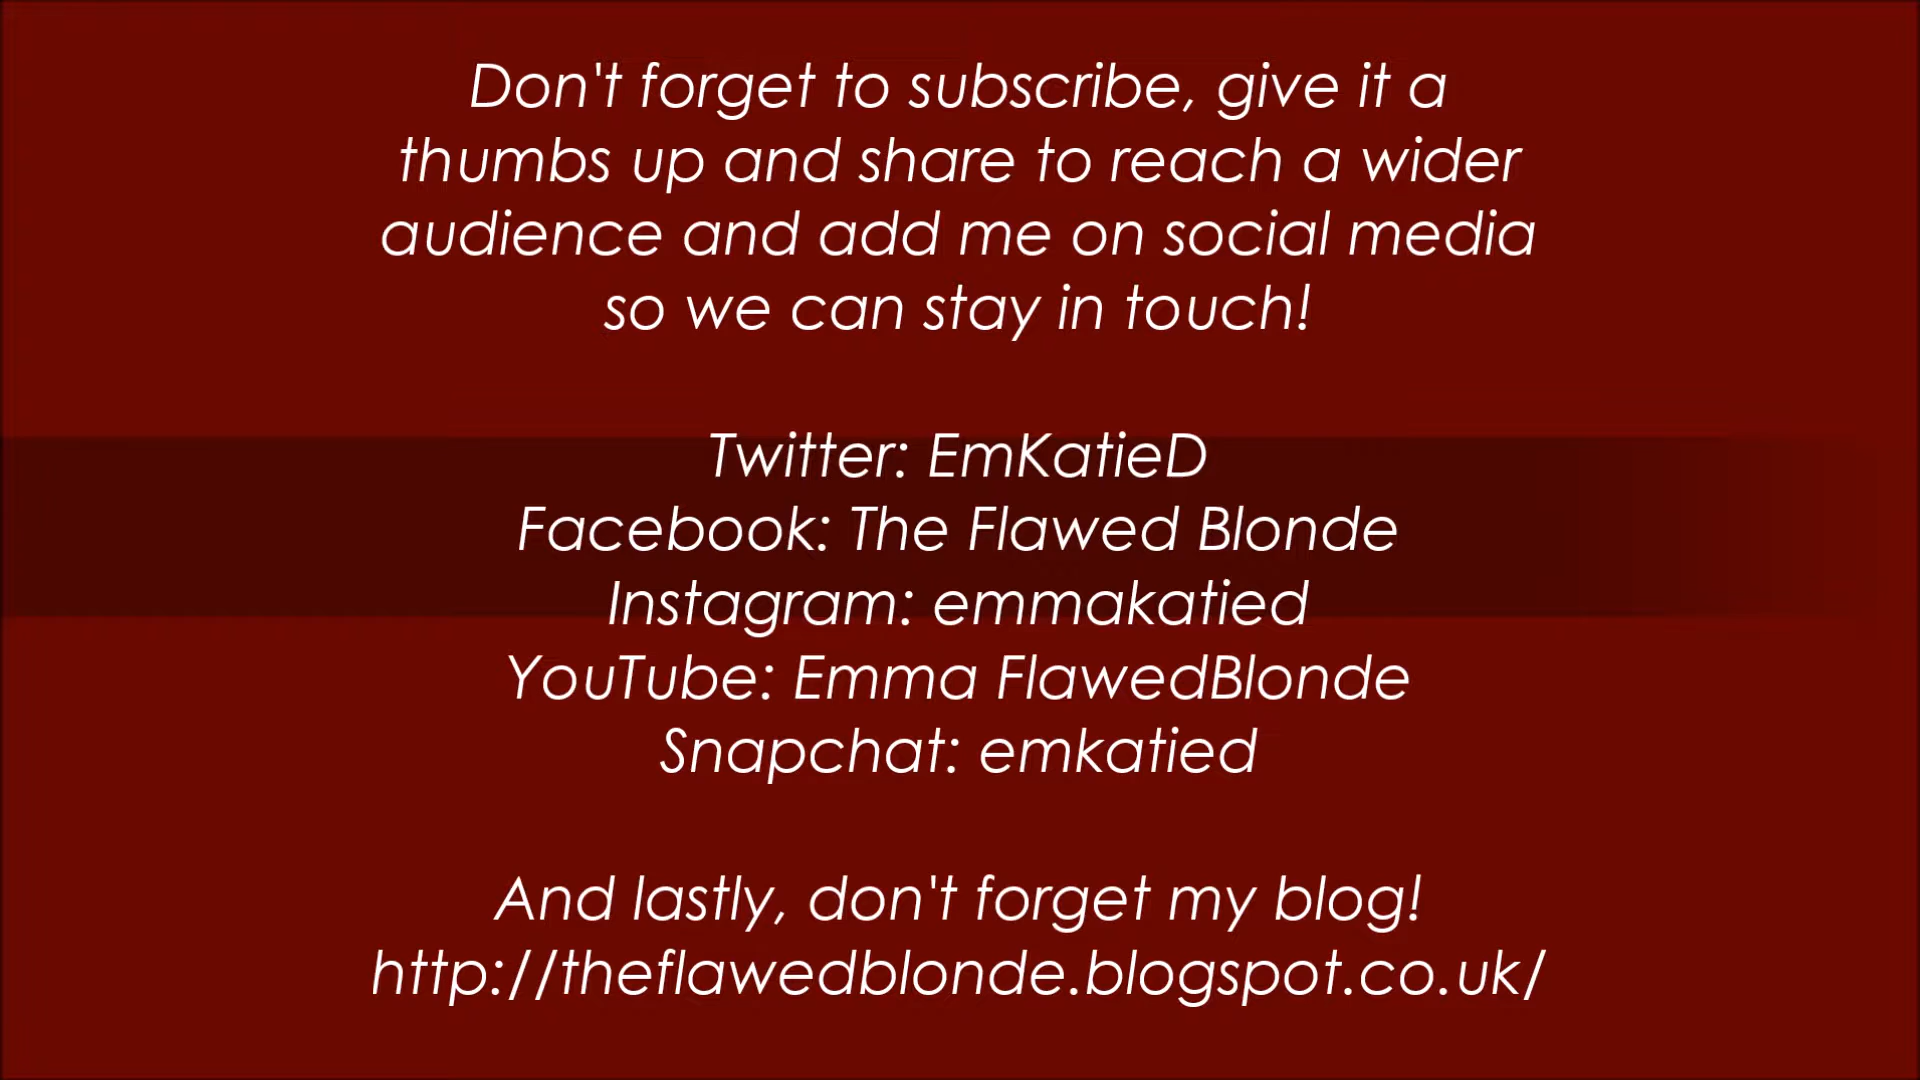 Don't forget to subscribe, give it a
thumbs up and share to reach a wider
audience and add me on social media
so we can stay in touch!
Twitter: EmKatieD
Facebook: The Flawed Blonde
Instagram: emmakatied
YouTube: Emma FlawedBlonde
Snapchat: emkatied
And lastly, don't forget my blog!
http://theflawedblonde.blogspot.co.uk/